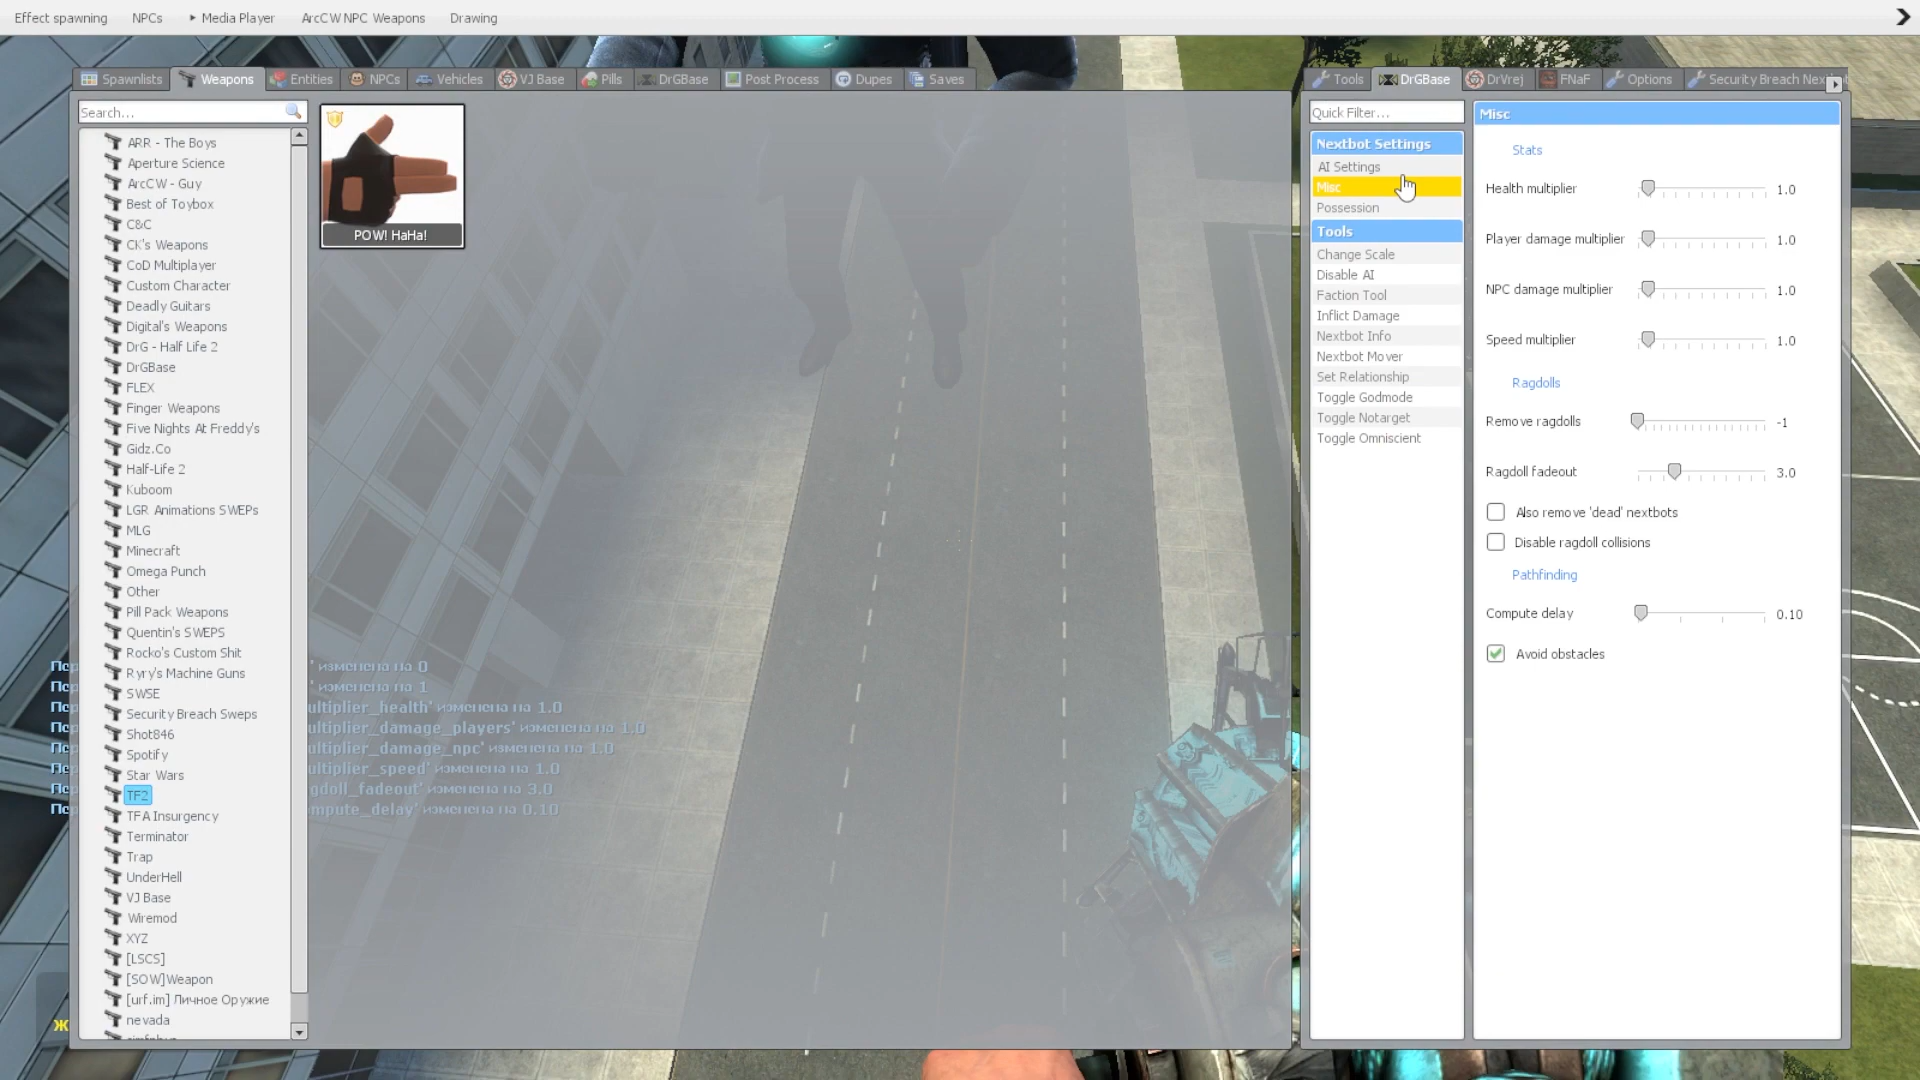 Effect spawning NPCs Media Player ArcCW NPC Weapons Drawing
Spawnlists Weapons Entities NPCs Vehicles VJ Base Pills DrGBase Post Process Dupes Saves
Search...
ARR - The Boys
Aperture Science
ArcCW - Guy
Best of Toybox
C&C
CK's Weapons
CoD Multiplayer
Custom Character
Deadly Guitars
Digital's Weapons
DrG - Half Life 2
DrGBase
FLEX
Finger Weapons
Five Nights At Freddy's
Gidz.Co
Half-Life 2
Kuboom
LGR Animations SWEPs
MLG
Minecraft
Omega Punch
Other
Pill Pack Weapons
Quentin's SWEPS
Rocko's Custom Shit
Ryry's Machine Guns
SWSE
Security Breach Sweps
Shot846
Spotify
Star Wars
TF2
TFA Insurgency
Terminator
Trap
UnderHell
VJ Base
Wiremod
XYZ
[LSCS]
[SOW]Weapon
[urf.im] Личное Оружие
nevada
POW! HaHa!
Пер ' изменена на 0
Пер ' изменена на 1
Пер ultiplier_health' изменена на 1.0
Пер ultiplier_damage_players' изменена на 1.0
Пер ultiplier_damage_npc' изменена на 1.0
Пер ultiplier_speed' изменена на 1.0
Пер gdoll_fadeout' изменена на 3.0
Пер mpute_delay' изменена на 0.10
Ж
Tools DrGBase DrVrej FNaF Options Security Breach Nextbot
Quick Filter...
Nextbot Settings
AI Settings
Misc
Possession
Tools
Change Scale
Disable AI
Faction Tool
Inflict Damage
Nextbot Info
Nextbot Mover
Set Relationship
Toggle Godmode
Toggle Notarget
Toggle Omniscient
Misc
Stats
Health multiplier 1.0
Player damage multiplier 1.0
NPC damage multiplier 1.0
Speed multiplier 1.0
Ragdolls
Remove ragdolls -1
Ragdoll fadeout 3.0
Also remove 'dead' nextbots
Disable ragdoll collisions
Pathfinding
Compute delay 0.10
Avoid obstacles